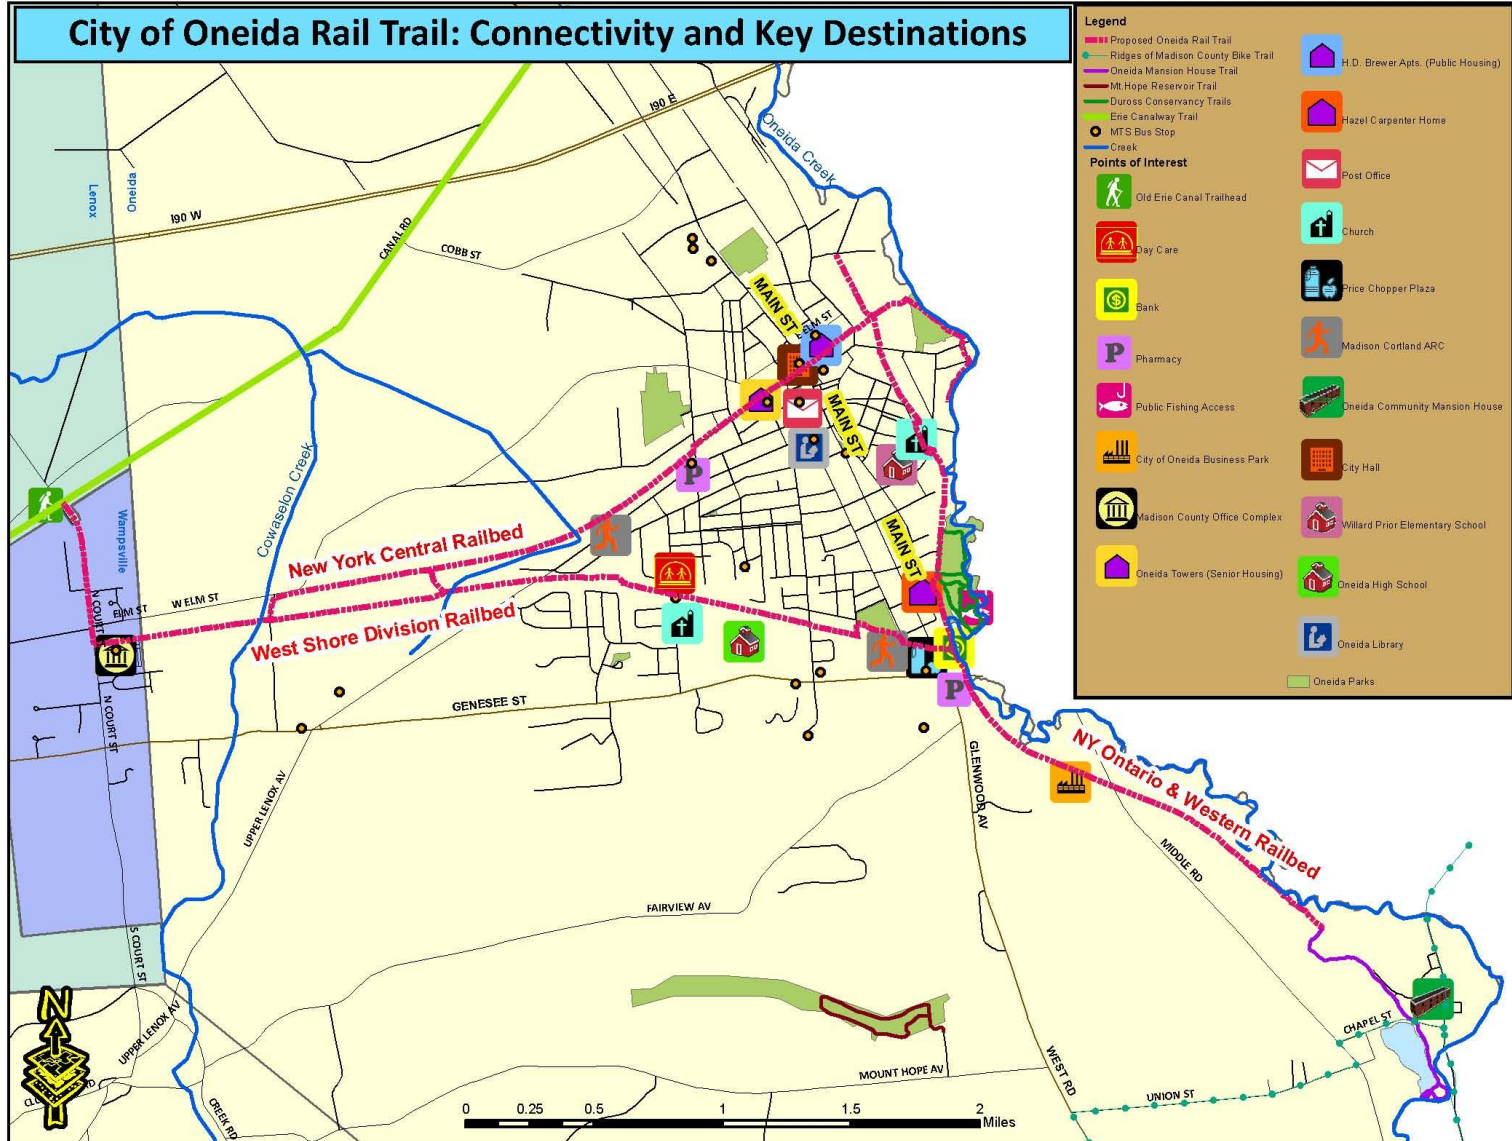 City of Oneida Rail Trail: Connectivity and Key Destinations
Legend
Proposed Oneida Rail Trail
Ridges of Madison County Bike Trail
Oneida Mansion House Trail
Mt.Hope Reservoir Trail
Duross Conservancy Trails
Erie Canalway Trail
MTS Bus Stop
Creek
Points of Interest
Old Erie Canal Trailhead
Day Care
Bank
Pharmacy
Public Fishing Access
City of Oneida Business Park
Madison County Office Complex
Oneida Towers (Senior Housing)
H.D. Brewer Apts. (Public Housing)
Hazel Carpenter Home
Post Office
Church
Price Chopper Plaza
Madison Cortland ARC
Oneida Community Mansion House
City Hall
Willard Prior Elementary School
Oneida High School
Oneida Library
Oneida Parks
I90 E
Oneida Creek
Lenox
Oneida
I90 W
CANAL RD
COBB ST
MAIN ST
E ELM ST
MAIN ST
P
Cowaselon Creek
Wampsville
New York Central Railbed
MAIN ST
N COURT S
ELM ST
W ELM ST
West Shore Division Railbed
GENESEE ST
P
N COURT ST
UPPER LENOX AV
GLENWOOD AV
NY Ontario & Western Railbed
MIDDLE RD
FAIRVIEW AV
S COURT ST
N
UPPER LENOX AV
CHAPEL ST
WEST RD
MOUNT HOPE AV
UNION ST
CREEK RD
RD
0 0.25 0.5 1 1.5 2
Miles